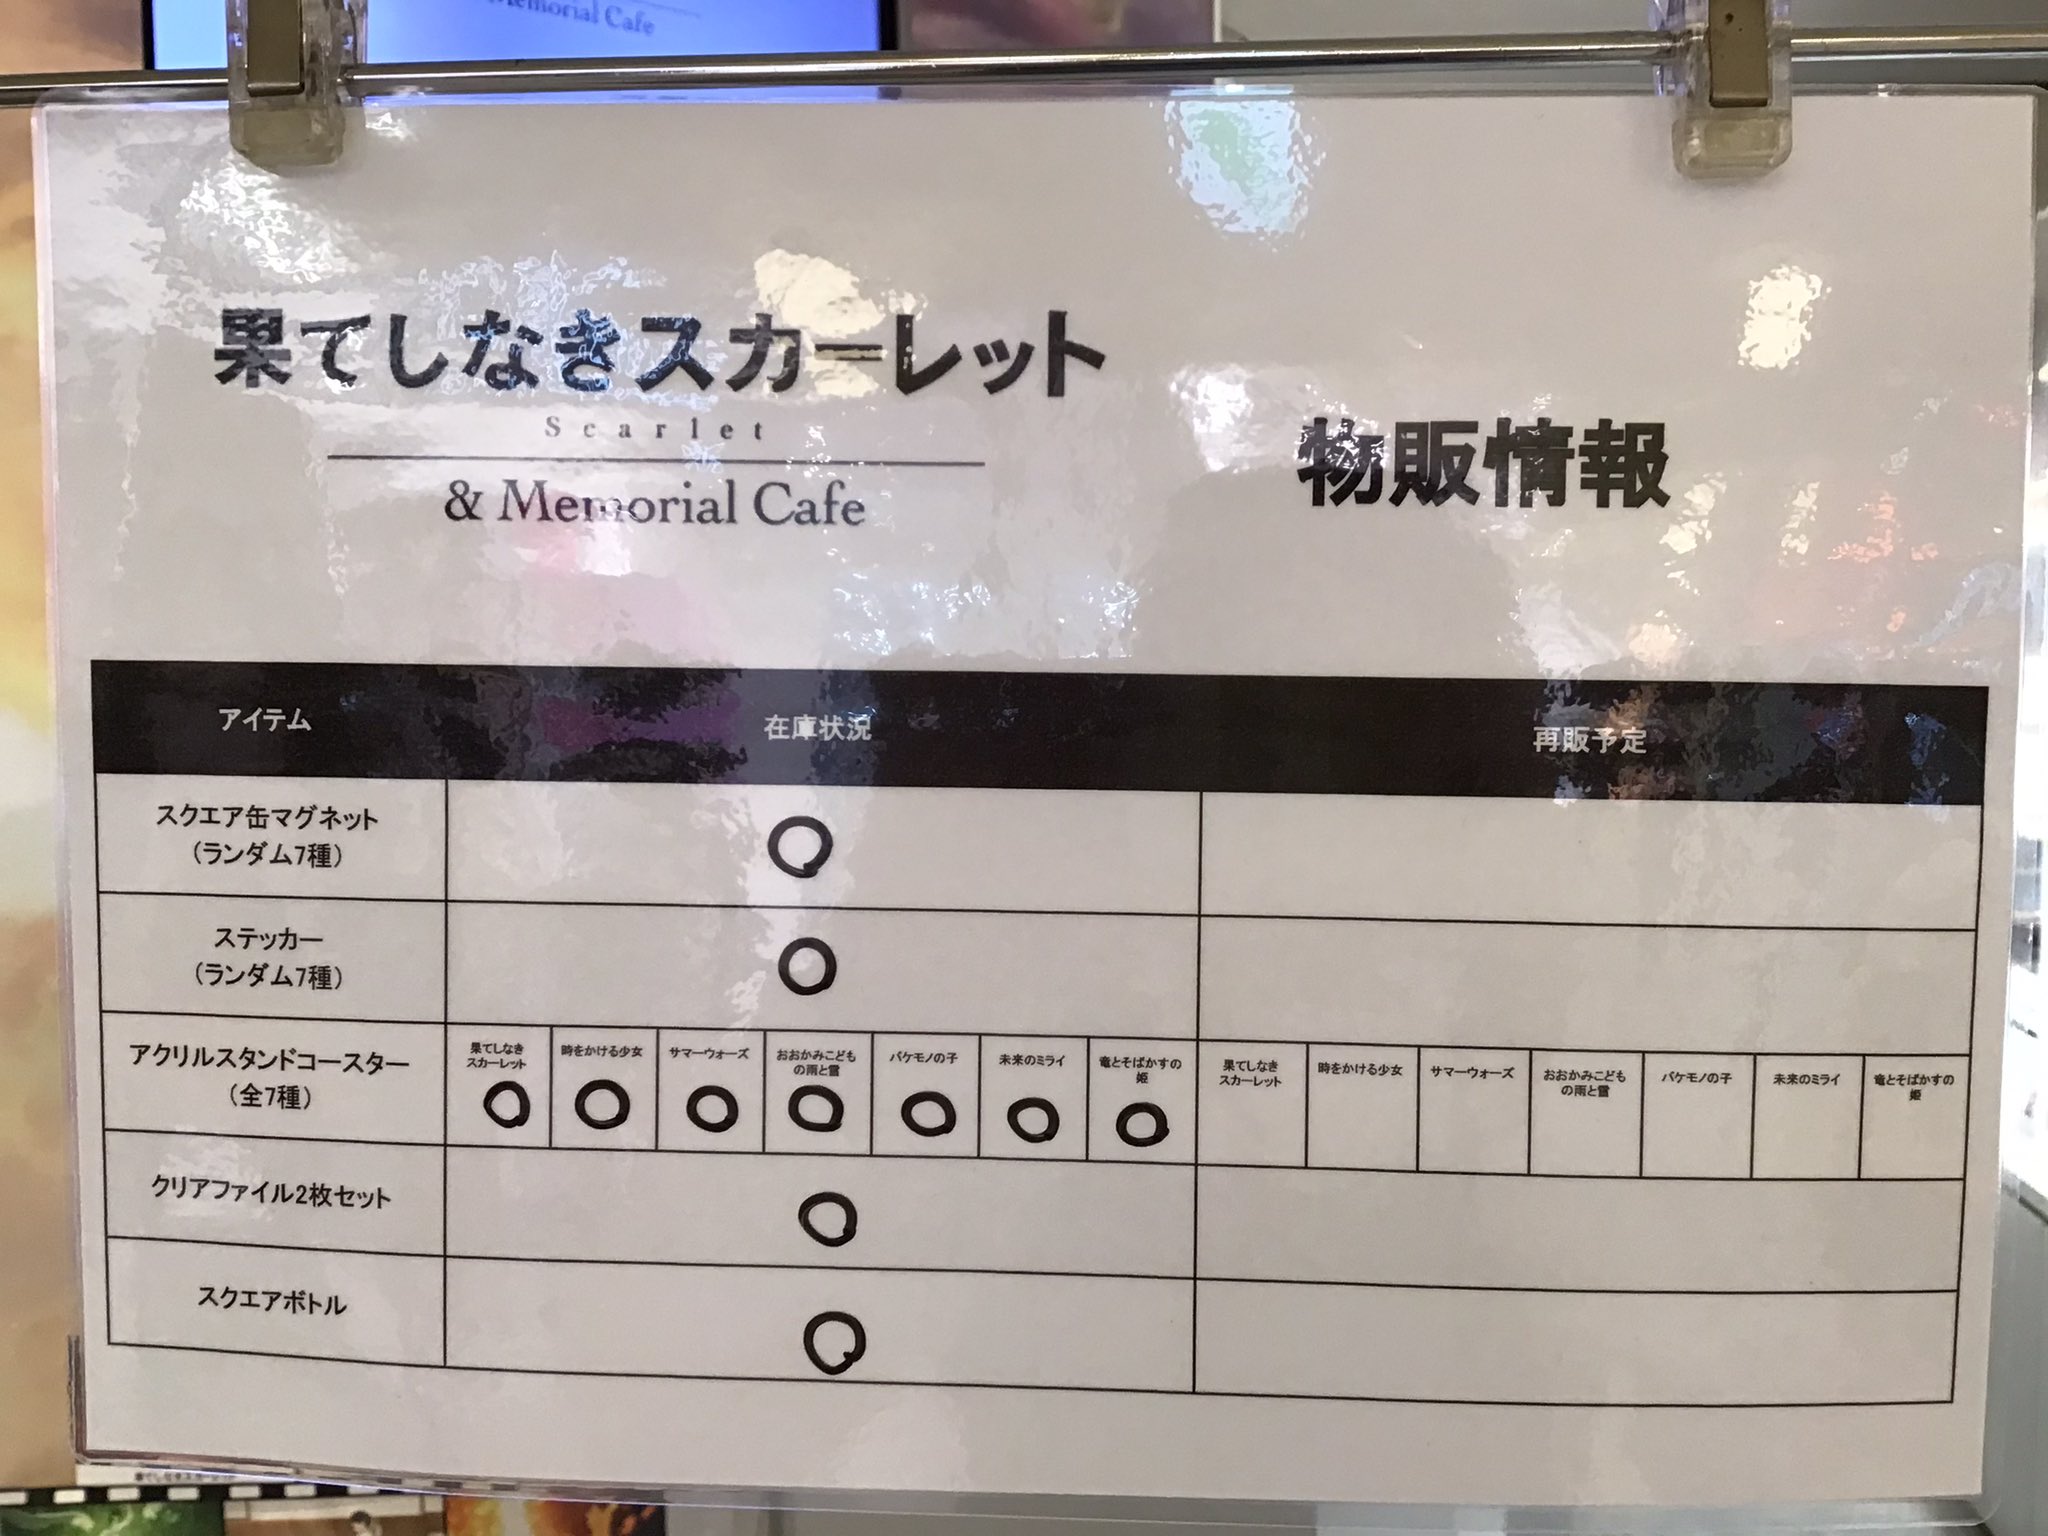 Memorial Cafe
果てしなきスカーレット
Scarlet
& Memorial Cafe
物販情報
アイテム 在庫状況 再販予定
スクエア缶マグネット
(ランダム7種)
○
ステッカー
(ランダム7種)
○
アクリルスタンドコースター
(全7種)
果てしなき
スカーレット
○
時をかける少女
○
サマーウォーズ
○
おおかみこども
の雨と雪
○
バケモノの子
○
未来のミライ
○
竜とそばかすの
姫
○
果てしなき
スカーレット
時をかける少女
サマーウォーズ
おおかみこども
の雨と雪
バケモノの子
未来のミライ
竜とそばかすの
姫
クリアファイル2枚セット
○
スクエアボトル
○